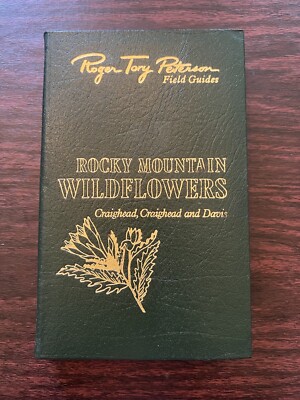 Roger Tory Peterson
Field Guides
ROCKY MOUNTAIN
WILDFLOWERS
Craighead, Craighead and Davis